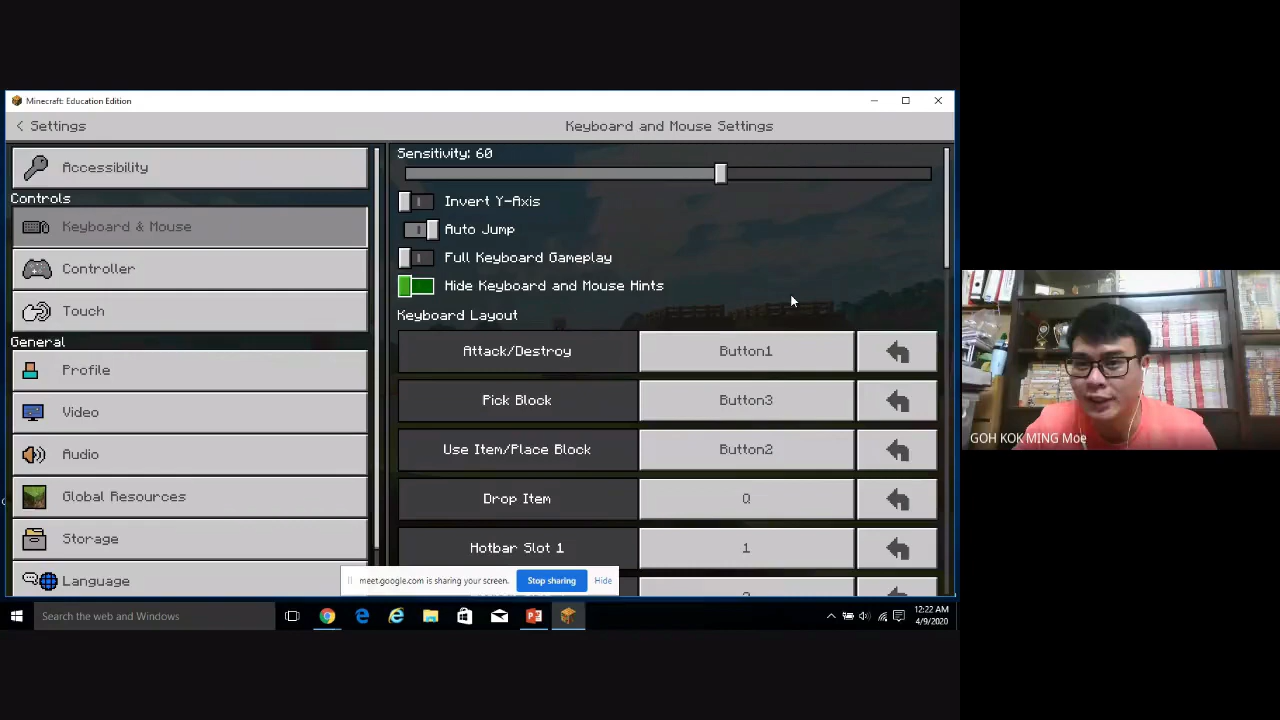 Minecraft: Education Edition
Settings
Keyboard and Mouse Settings
Accessibility
Controls
Keyboard & Mouse
Controller
Touch
General
Profile
Video
Audio
Global Resources
Storage
Language
Sensitivity: 60
Invert Y-Axis
Auto Jump
Full Keyboard Gameplay
Hide Keyboard and Mouse Hints
Keyboard Layout
Attack/Destroy Button1
Pick Block Button3
Use Item/Place Block Button2
Drop Item Q
Hotbar Slot 1 1
meet.google.com is sharing your screen. Stop sharing Hide
Search the web and Windows
12:22 AM
4/9/2020
GOH KOK MING Moe